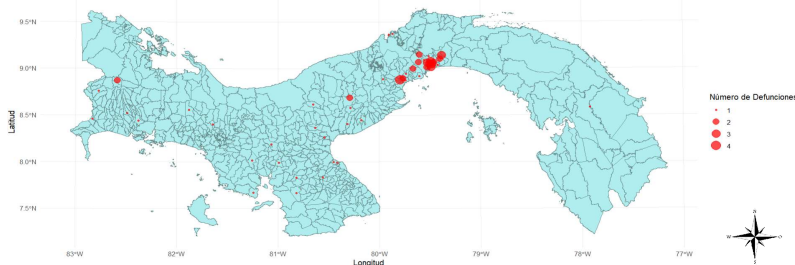 9.5°N
9.0°N
8.5°N
8.0°N
7.5°N
Latitud
83°W 82°W 81°W 80°W 79°W 78°W 77°W
Longitud
Número de Defunciones
1
2
3
4
N
W
O
S